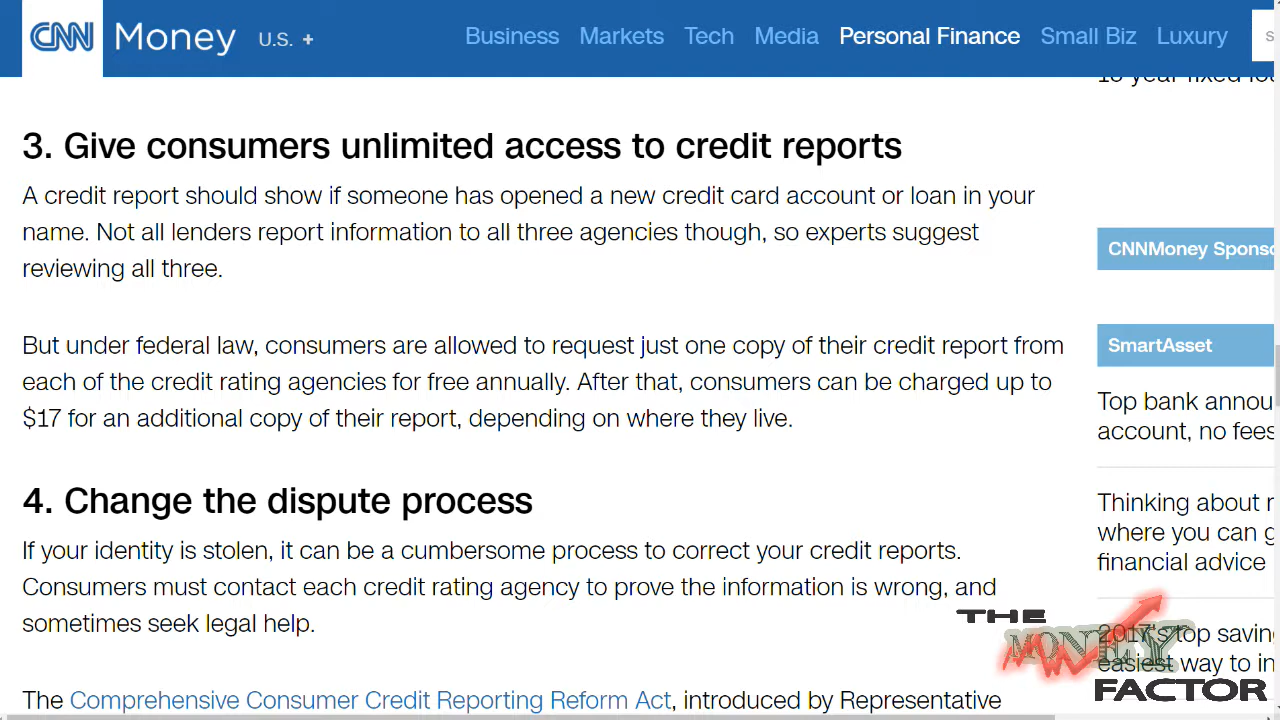 CNN Money U.S. +
Business Markets Tech Media Personal Finance Small Biz Luxury
3. Give consumers unlimited access to credit reports
A credit report should show if someone has opened a new credit card account or loan in your
name. Not all lenders report information to all three agencies though, so experts suggest
reviewing all three.
But under federal law, consumers are allowed to request just one copy of their credit report from
each of the credit rating agencies for free annually. After that, consumers can be charged up to
$17 for an additional copy of their report, depending on where they live.
4. Change the dispute process
If your identity is stolen, it can be a cumbersome process to correct your credit reports.
Consumers must contact each credit rating agency to prove the information is wrong, and
sometimes seek legal help.
The Comprehensive Consumer Credit Reporting Reform Act, introduced by Representative
CNNMoney Sponso
SmartAsset
Top bank annou
account, no fees
Thinking about r
where you can g
financial advice
2017's top savin
easiest way to in
THE
MONEY
FACTOR